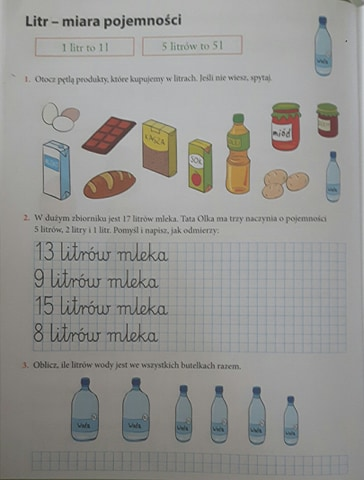 Litr – miara pojemności
1 litr to 1 l
5 litrów to 5 l
1. Otocz pętlą produkty, które kupujemy w litrach. Jeśli nie wiesz, spytaj.
KASZA
SOK
miód
2. W dużym zbiorniku jest 17 litrów mleka. Tata Olka ma trzy naczynia o pojemności
5 litrów, 2 litry i 1 litr. Pomyśl i napisz, jak odmierzy:
13 litrów mleka
9 litrów mleka
15 litrów mleka
8 litrów mleka
3. Oblicz, ile litrów wody jest we wszystkich butelkach razem.
Woda
Woda
Woda
Woda
Woda
Woda